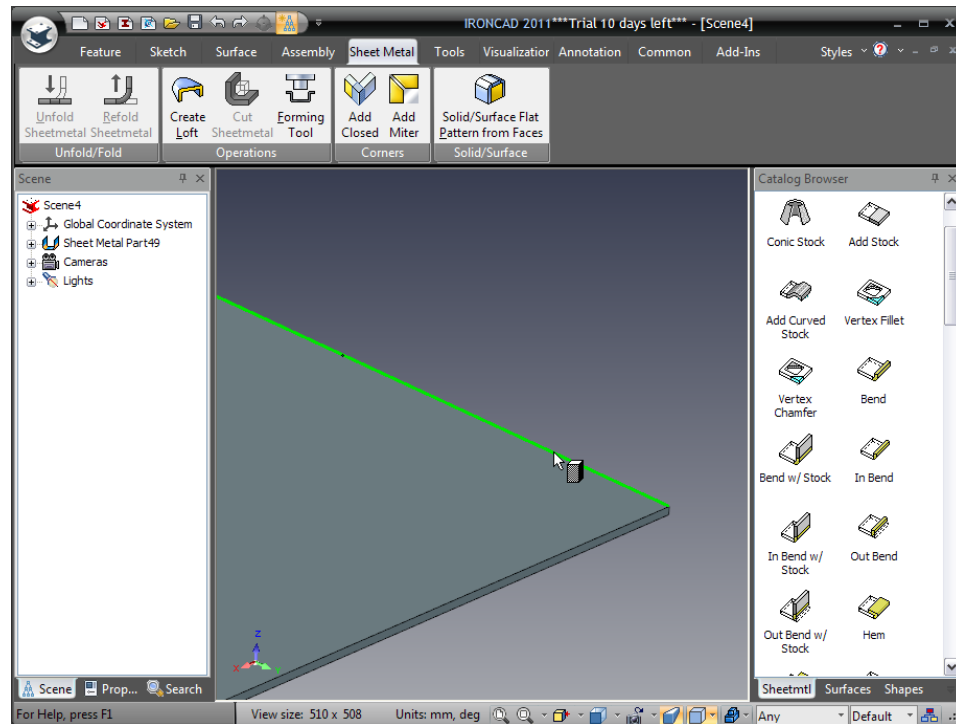 IRONCAD 2011***Trial 10 days left*** - [Scene4]
Feature Sketch Surface Assembly Sheet Metal Tools Visualizatior Annotation Common Add-Ins Styles
Unfold Sheetmetal
Refold Sheetmetal
Create Loft
Cut Sheetmetal
Forming Tool
Add Closed
Add Miter
Solid/Surface Flat Pattern from Faces
Unfold/Fold Operations Corners Solid/Surface
Scene
Scene4
Global Coordinate System
Sheet Metal Part49
Cameras
Lights
Z
X
Y
Catalog Browser
Conic Stock
Add Stock
Add Curved
Stock
Vertex Fillet
Vertex
Chamfer
Bend
Bend w/ Stock
In Bend
In Bend w/
Stock
Out Bend
Out Bend w/
Stock
Hem
Scene Prop... Search
Sheetmtl Surfaces Shapes
For Help, press F1 View size: 510 x 508 Units: mm, deg Any Default